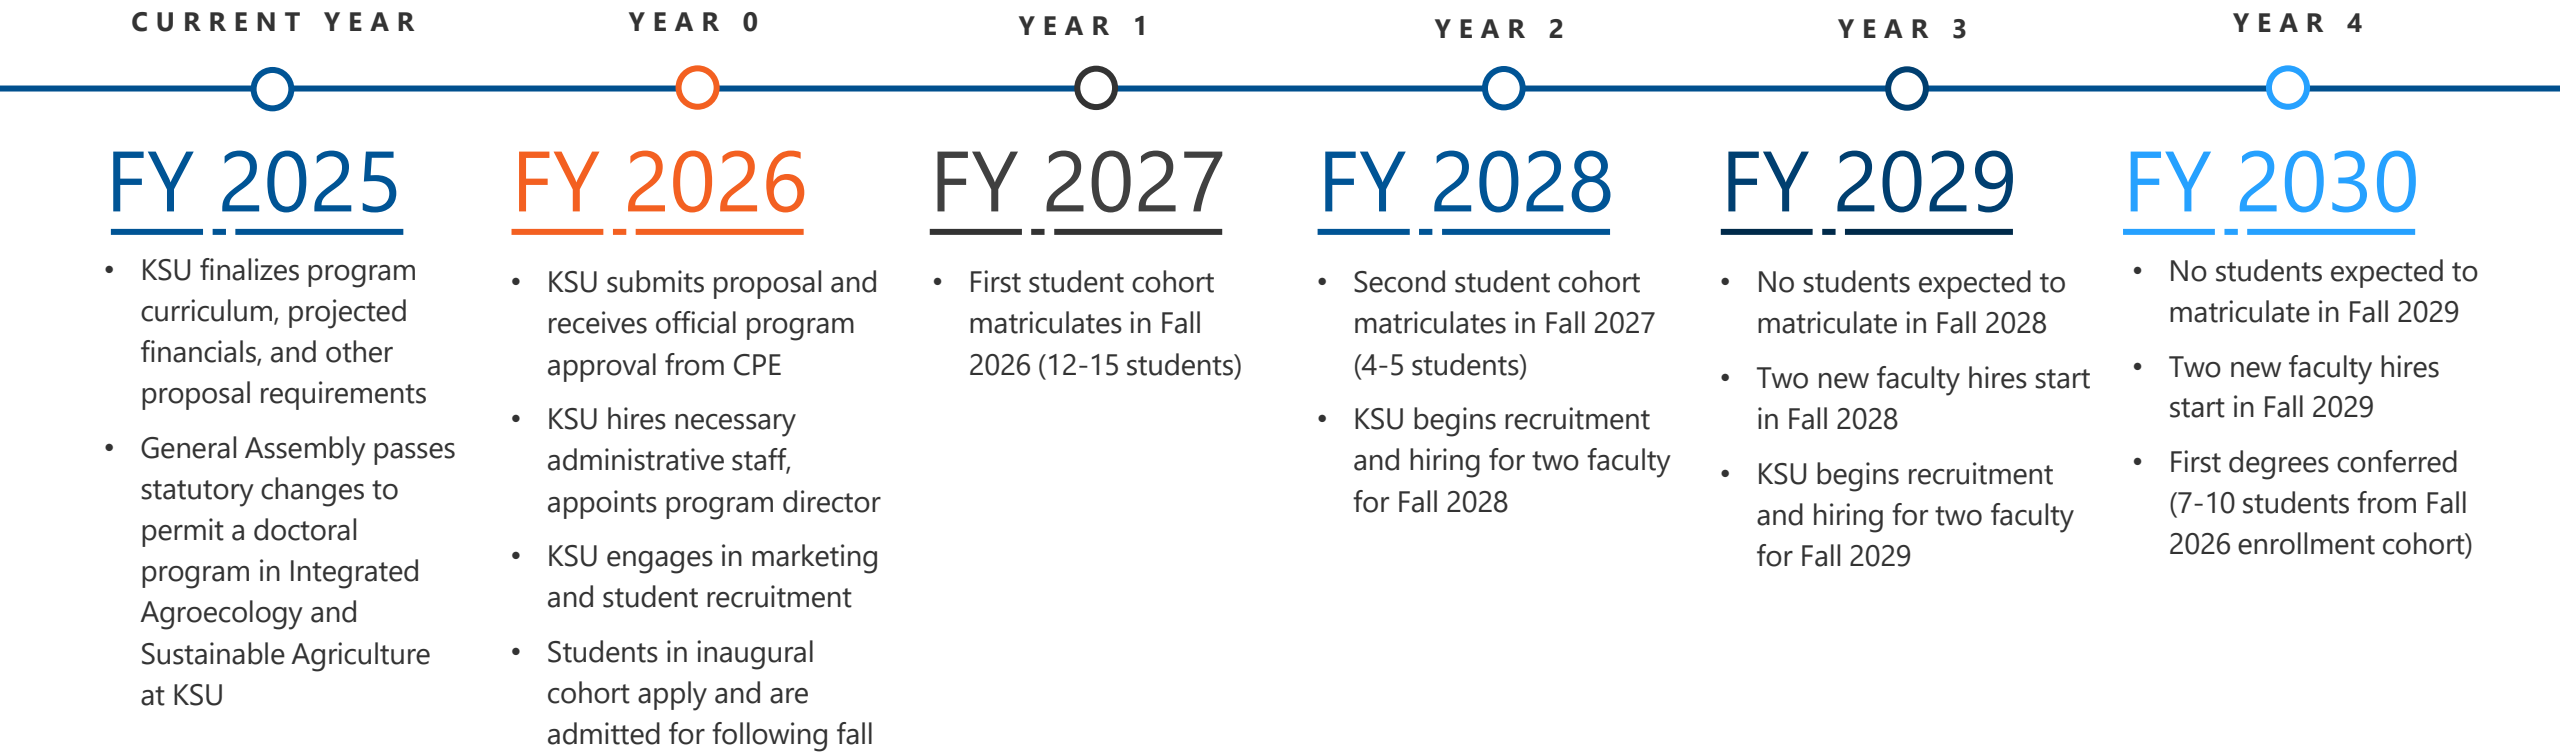 CURRENT YEAR
FY 2025
• KSU finalizes program
curriculum, projected
financials, and other
proposal requirements
• General Assembly passes
statutory changes to
permit a doctoral
program in Integrated
Agroecology and
Sustainable Agriculture
at KSU
YEAR 0
FY 2026
• KSU submits proposal and
receives official program
approval from CPE
• KSU hires necessary
administrative staff,
appoints program director
• KSU engages in marketing
and student recruitment
• Students in inaugural
cohort apply and are
admitted for following fall
YEAR 1
FY 2027
• First student cohort
matriculates in Fall
2026 (12-15 students)
YEAR 2
FY 2028
• Second student cohort
matriculates in Fall 2027
(4-5 students)
• KSU begins recruitment
and hiring for two faculty
for Fall 2028
YEAR 3
FY 2029
• No students expected to
matriculate in Fall 2028
• Two new faculty hires start
in Fall 2028
• KSU begins recruitment
and hiring for two faculty
for Fall 2029
YEAR 4
FY 2030
• No students expected to
matriculate in Fall 2029
• Two new faculty hires
start in Fall 2029
• First degrees conferred
(7-10 students from Fall
2026 enrollment cohort)